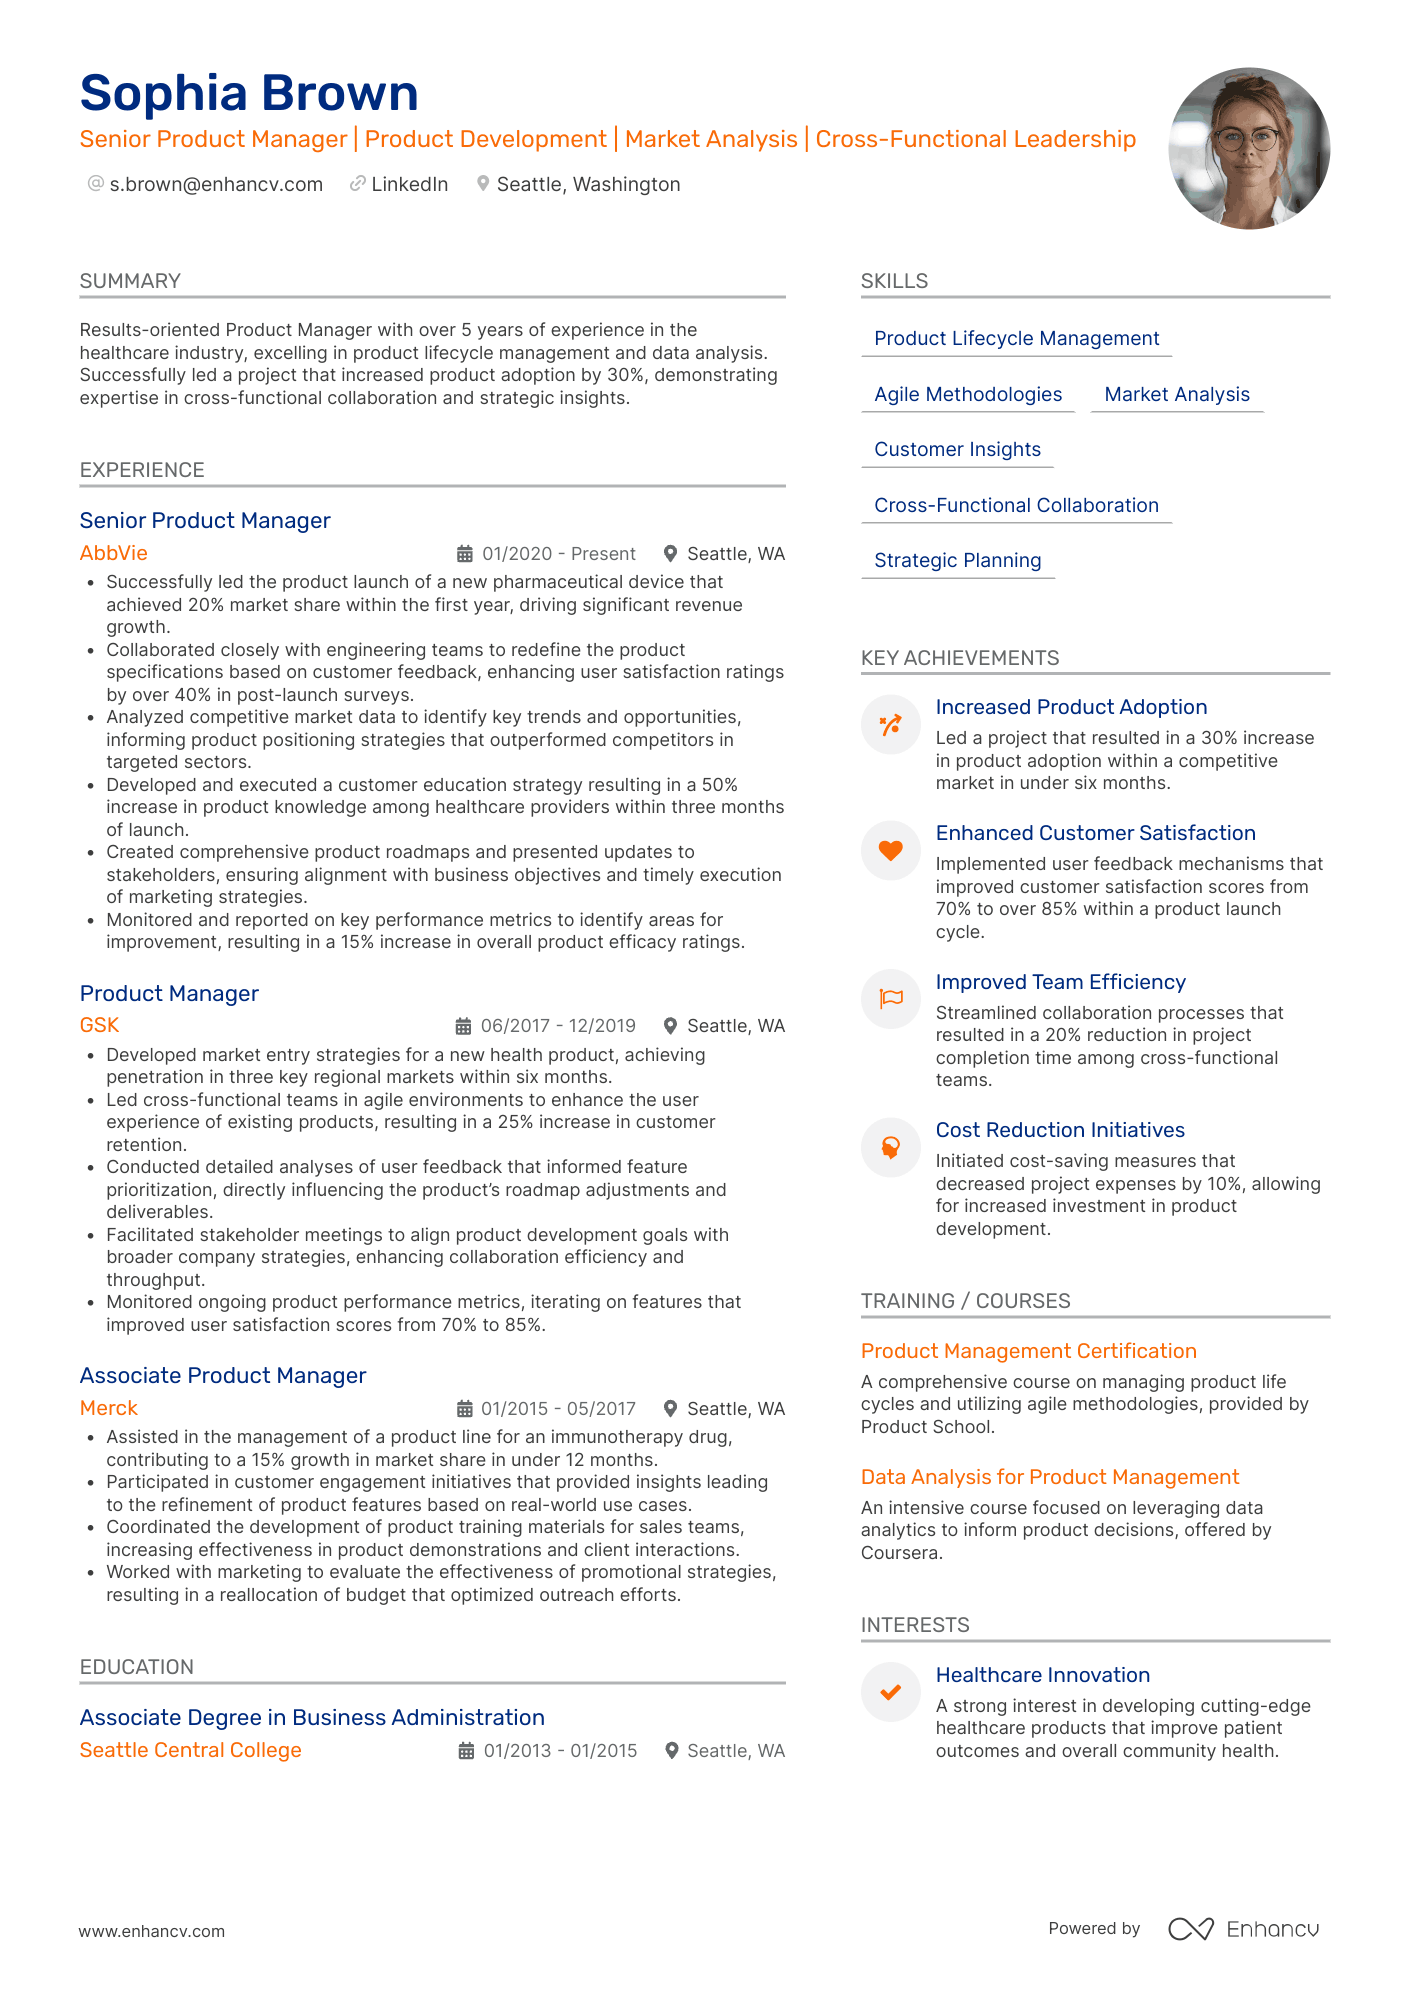 Sophia Brown
Senior Product Manager | Product Development | Market Analysis | Cross-Functional Leadership
@ s.brown@enhancv.com LinkedIn Seattle, Washington
SUMMARY
Results-oriented Product Manager with over 5 years of experience in the
healthcare industry, excelling in product lifecycle management and data analysis.
Successfully led a project that increased product adoption by 30%, demonstrating
expertise in cross-functional collaboration and strategic insights.
EXPERIENCE
Senior Product Manager
AbbVie 01/2020 - Present Seattle, WA
• Successfully led the product launch of a new pharmaceutical device that
achieved 20% market share within the first year, driving significant revenue
growth.
• Collaborated closely with engineering teams to redefine the product
specifications based on customer feedback, enhancing user satisfaction ratings
by over 40% in post-launch surveys.
• Analyzed competitive market data to identify key trends and opportunities,
informing product positioning strategies that outperformed competitors in
targeted sectors.
• Developed and executed a customer education strategy resulting in a 50%
increase in product knowledge among healthcare providers within three months
of launch.
• Created comprehensive product roadmaps and presented updates to
stakeholders, ensuring alignment with business objectives and timely execution
of marketing strategies.
• Monitored and reported on key performance metrics to identify areas for
improvement, resulting in a 15% increase in overall product efficacy ratings.
Product Manager
GSK 06/2017 - 12/2019 Seattle, WA
• Developed market entry strategies for a new health product, achieving
penetration in three key regional markets within six months.
• Led cross-functional teams in agile environments to enhance the user
experience of existing products, resulting in a 25% increase in customer
retention.
• Conducted detailed analyses of user feedback that informed feature
prioritization, directly influencing the product’s roadmap adjustments and
deliverables.
• Facilitated stakeholder meetings to align product development goals with
broader company strategies, enhancing collaboration efficiency and
throughput.
• Monitored ongoing product performance metrics, iterating on features that
improved user satisfaction scores from 70% to 85%.
Associate Product Manager
Merck 01/2015 - 05/2017 Seattle, WA
• Assisted in the management of a product line for an immunotherapy drug,
contributing to a 15% growth in market share in under 12 months.
• Participated in customer engagement initiatives that provided insights leading
to the refinement of product features based on real-world use cases.
• Coordinated the development of product training materials for sales teams,
increasing effectiveness in product demonstrations and client interactions.
• Worked with marketing to evaluate the effectiveness of promotional strategies,
resulting in a reallocation of budget that optimized outreach efforts.
EDUCATION
Associate Degree in Business Administration
Seattle Central College 01/2013 - 01/2015 Seattle, WA
SKILLS
Product Lifecycle Management
Agile Methodologies Market Analysis
Customer Insights
Cross-Functional Collaboration
Strategic Planning
KEY ACHIEVEMENTS
Increased Product Adoption
Led a project that resulted in a 30% increase
in product adoption within a competitive
market in under six months.
Enhanced Customer Satisfaction
Implemented user feedback mechanisms that
improved customer satisfaction scores from
70% to over 85% within a product launch
cycle.
Improved Team Efficiency
Streamlined collaboration processes that
resulted in a 20% reduction in project
completion time among cross-functional
teams.
Cost Reduction Initiatives
Initiated cost-saving measures that
decreased project expenses by 10%, allowing
for increased investment in product
development.
TRAINING / COURSES
Product Management Certification
A comprehensive course on managing product life
cycles and utilizing agile methodologies, provided by
Product School.
Data Analysis for Product Management
An intensive course focused on leveraging data
analytics to inform product decisions, offered by
Coursera.
INTERESTS
Healthcare Innovation
A strong interest in developing cutting-edge
healthcare products that improve patient
outcomes and overall community health.
www.enhancv.com
Powered by Enhancv